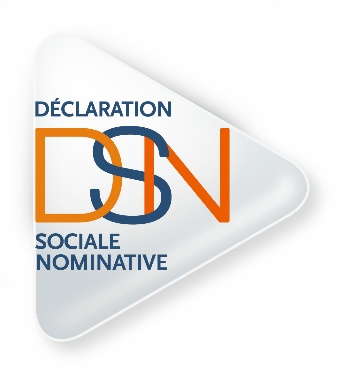 DÉCLARATION
DSN
SOCIALE
NOMINATIVE